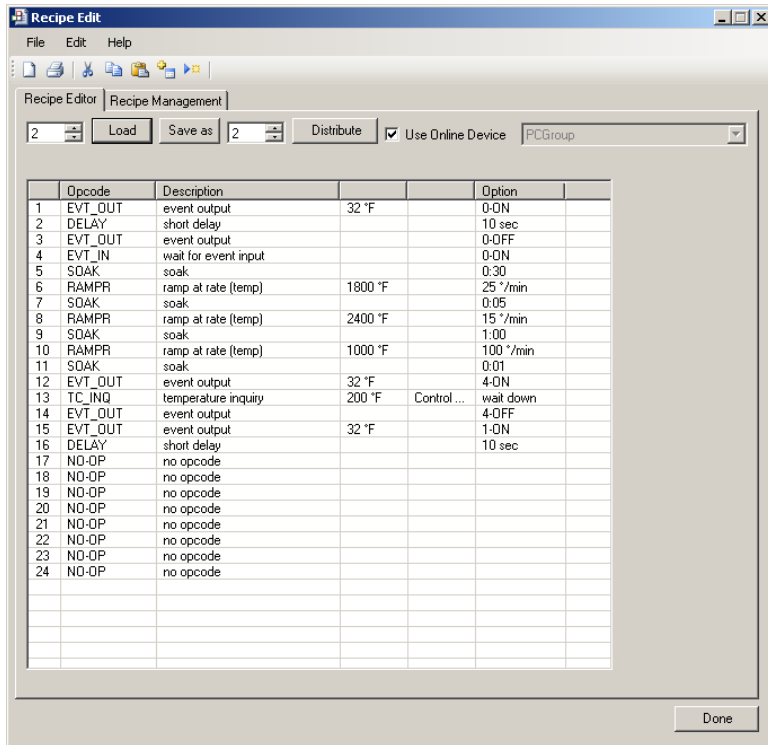 Recipe Edit
File Edit Help
Recipe Editor Recipe Management
2 Load Save as 2 Distribute Use Online Device PCGroup
Opcode Description Option
1 EVT_OUT event output 32 °F 0-ON
2 DELAY short delay 10 sec
3 EVT_OUT event output 0-OFF
4 EVT_IN wait for event input 0-ON
5 SOAK soak 0:30
6 RAMPR ramp at rate (temp) 1800 °F 25 °/min
7 SOAK soak 0:05
8 RAMPR ramp at rate (temp) 2400 °F 15 °/min
9 SOAK soak 1:00
10 RAMPR ramp at rate (temp) 1000 °F 100 °/min
11 SOAK soak 0:01
12 EVT_OUT event output 32 °F 4-ON
13 TC_INQ temperature inquiry 200 °F Control ... wait down
14 EVT_OUT event output 4-OFF
15 EVT_OUT event output 32 °F 1-ON
16 DELAY short delay 10 sec
17 NO-OP no opcode
18 NO-OP no opcode
19 NO-OP no opcode
20 NO-OP no opcode
21 NO-OP no opcode
22 NO-OP no opcode
23 NO-OP no opcode
24 NO-OP no opcode
Done